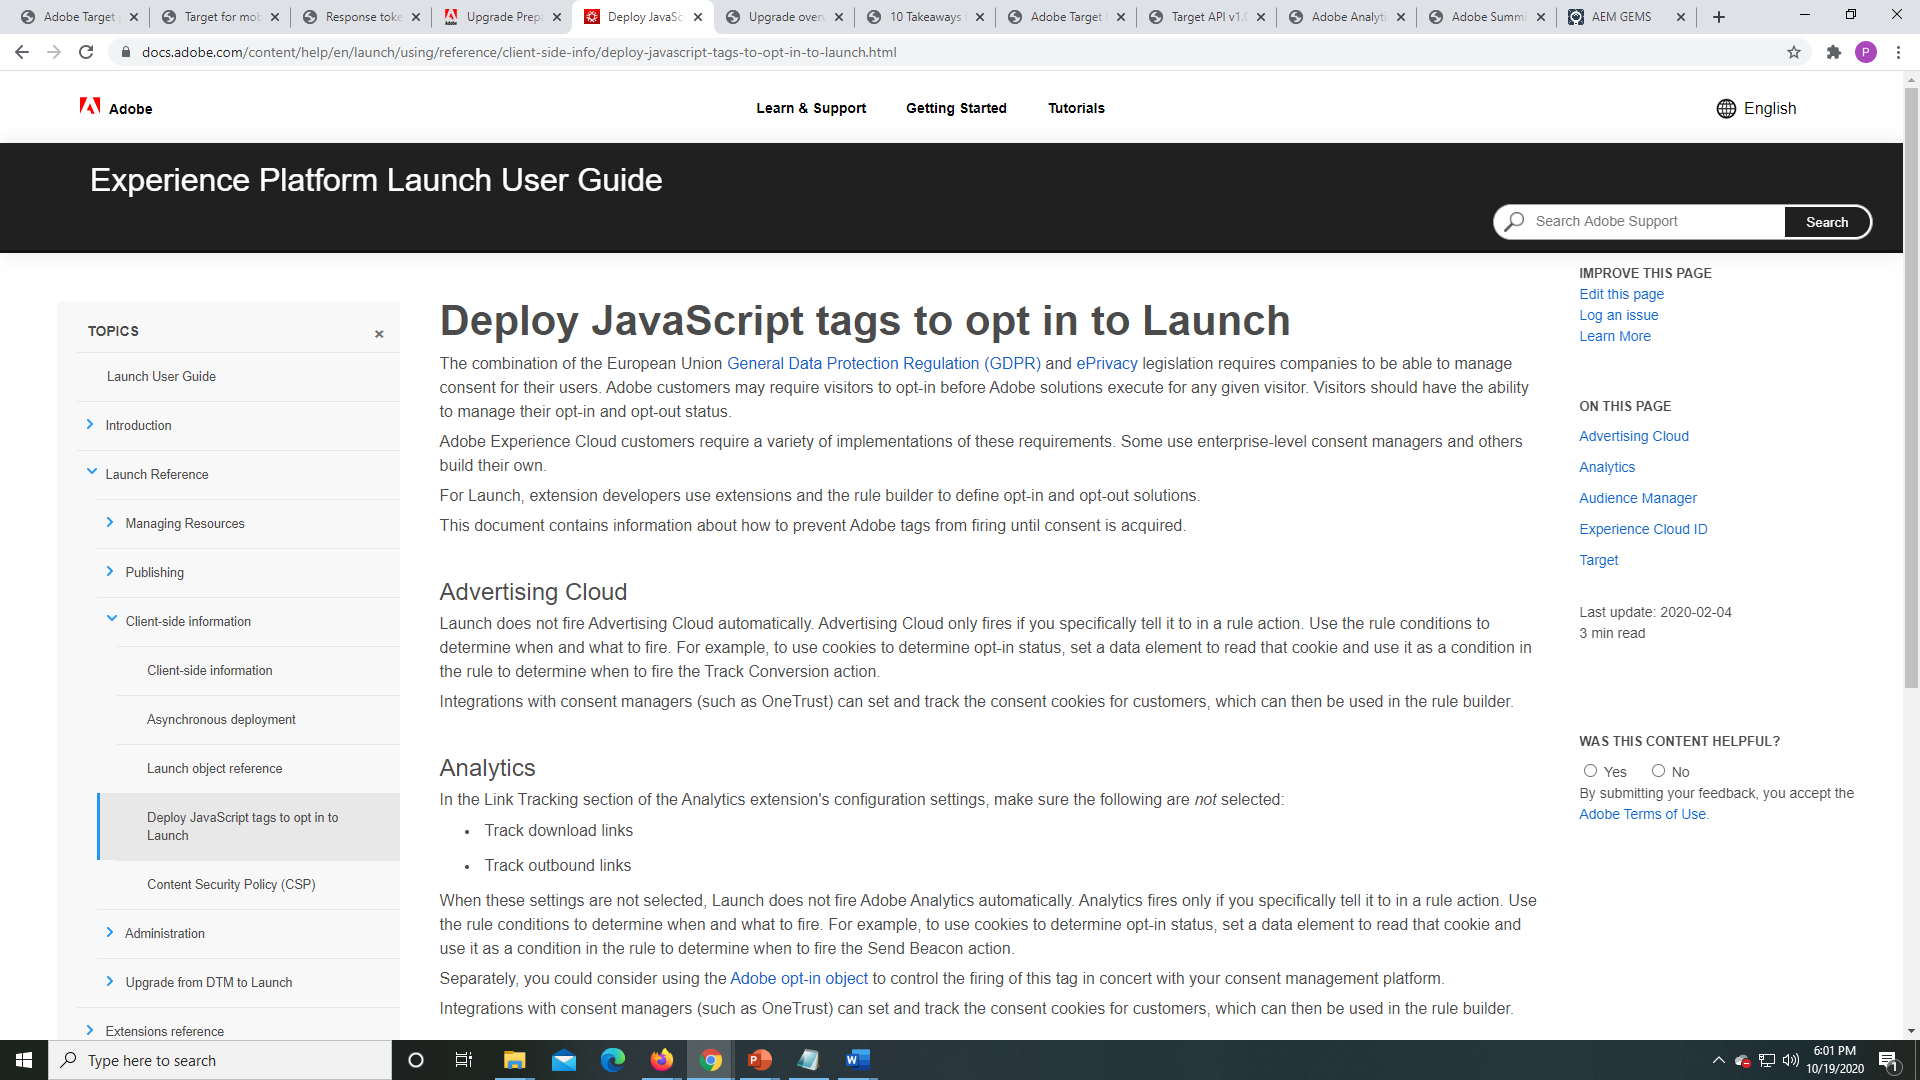 Adobe Target
Target for mob
Response toke
Upgrade Prep
Deploy JavaSc
Upgrade over
10 Takeaways
Adobe Target
Target API v1.
Adobe Analyti
Adobe Summi
AEM GEMS
docs.adobe.com/content/help/en/launch/using/reference/client-side-info/deploy-javascript-tags-to-opt-in-to-launch.html
P
Adobe
Learn & Support
Getting Started
Tutorials
English
Experience Platform Launch User Guide
Search Adobe Support
Search
TOPICS
Launch User Guide
Introduction
Launch Reference
Managing Resources
Publishing
Client-side information
Client-side information
Asynchronous deployment
Launch object reference
Deploy JavaScript tags to opt in to
Launch
Content Security Policy (CSP)
Administration
Upgrade from DTM to Launch
Extensions reference
Deploy JavaScript tags to opt in to Launch
The combination of the European Union General Data Protection Regulation (GDPR) and ePrivacy legislation requires companies to be able to manage
consent for their users. Adobe customers may require visitors to opt-in before Adobe solutions execute for any given visitor. Visitors should have the ability
to manage their opt-in and opt-out status.
Adobe Experience Cloud customers require a variety of implementations of these requirements. Some use enterprise-level consent managers and others
build their own.
For Launch, extension developers use extensions and the rule builder to define opt-in and opt-out solutions.
This document contains information about how to prevent Adobe tags from firing until consent is acquired.
Advertising Cloud
Launch does not fire Advertising Cloud automatically. Advertising Cloud only fires if you specifically tell it to in a rule action. Use the rule conditions to
determine when and what to fire. For example, to use cookies to determine opt-in status, set a data element to read that cookie and use it as a condition in
the rule to determine when to fire the Track Conversion action.
Integrations with consent managers (such as OneTrust) can set and track the consent cookies for customers, which can then be used in the rule builder.
Analytics
In the Link Tracking section of the Analytics extension's configuration settings, make sure the following are not selected:
• Track download links
• Track outbound links
When these settings are not selected, Launch does not fire Adobe Analytics automatically. Analytics fires only if you specifically tell it to in a rule action. Use
the rule conditions to determine when and what to fire. For example, to use cookies to determine opt-in status, set a data element to read that cookie and
use it as a condition in the rule to determine when to fire the Send Beacon action.
Separately, you could consider using the Adobe opt-in object to control the firing of this tag in concert with your consent management platform.
Integrations with consent managers (such as OneTrust) can set and track the consent cookies for customers, which can then be used in the rule builder.
IMPROVE THIS PAGE
Edit this page
Log an issue
Learn More
ON THIS PAGE
Advertising Cloud
Analytics
Audience Manager
Experience Cloud ID
Target
Last update: 2020-02-04
3 min read
WAS THIS CONTENT HELPFUL?
Yes No
By submitting your feedback, you accept the
Adobe Terms of Use.
Type here to search
6:01 PM
10/19/2020
1